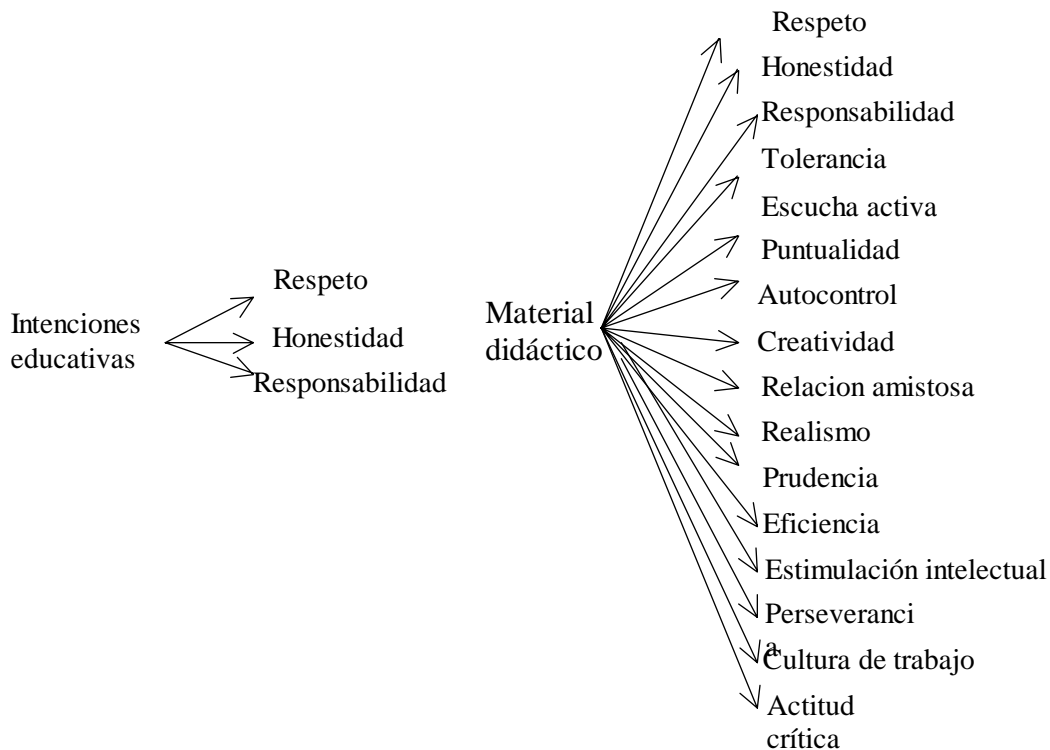 Intenciones
educativas
Respeto
Honestidad
Responsabilidad
Material
didáctico
Respeto
Honestidad
Responsabilidad
Tolerancia
Escucha activa
Puntualidad
Autocontrol
Creatividad
Relacion amistosa
Realismo
Prudencia
Eficiencia
Estimulación intelectual
Perseveranci
a
Cultura de trabajo
Actitud
crítica